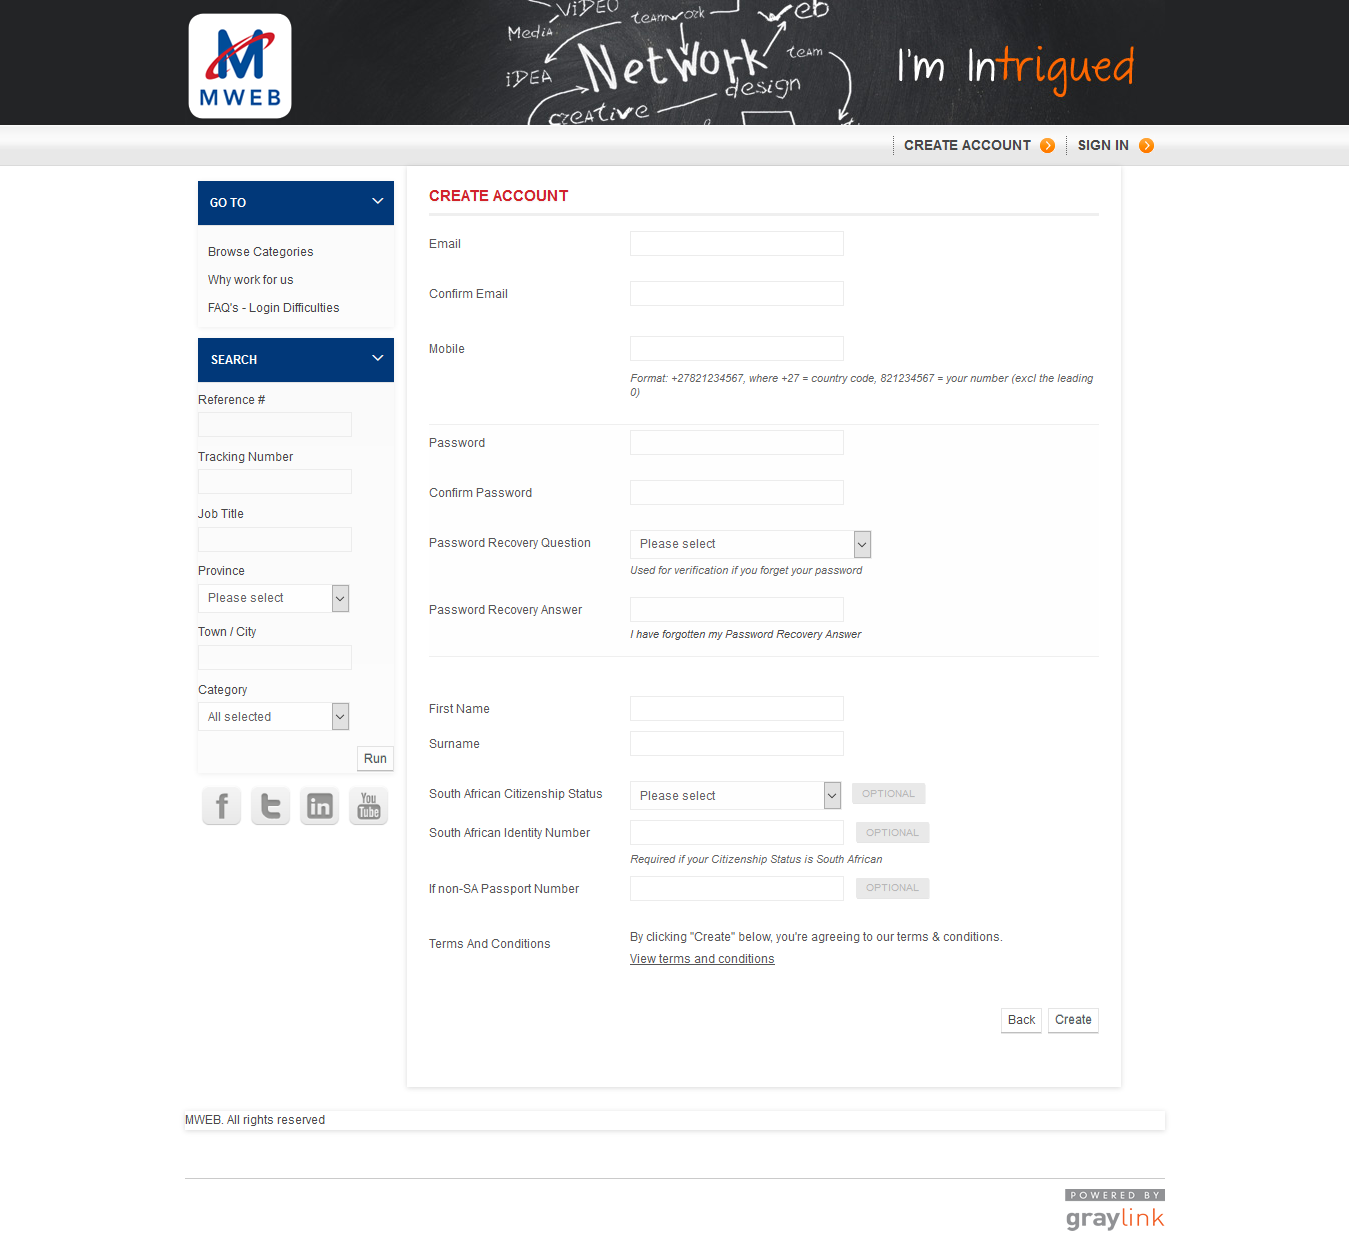 MWEB
ViDEO
Media
teamwork
Web
iDEA
NetWork
team
design
creative
I'm Intrigued
CREATE ACCOUNT
SIGN IN
GO TO
Browse Categories
Why work for us
FAQ's - Login Difficulties
SEARCH
Reference #
Tracking Number
Job Title
Province
Please select
Town / City
Category
All selected
Run
You
Tube
CREATE ACCOUNT
Email
Confirm Email
Mobile
Format: +27821234567, where +27 = country code, 821234567 = your number (excl the leading
0)
Password
Confirm Password
Password Recovery Question
Please select
Used for verification if you forget your password
Password Recovery Answer
I have forgotten my Password Recovery Answer
First Name
Surname
South African Citizenship Status
Please select
OPTIONAL
South African Identity Number
OPTIONAL
Required if your Citizenship Status is South African
If non-SA Passport Number
OPTIONAL
Terms And Conditions
By clicking "Create" below, you're agreeing to our terms & conditions.
View terms and conditions
Back
Create
MWEB. All rights reserved
POWERED BY
graylink